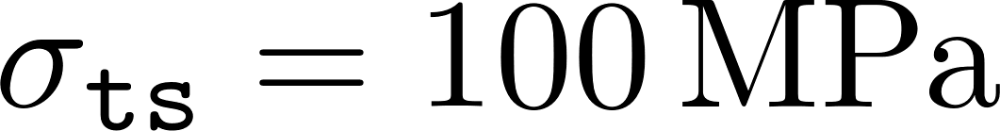 σ_ts = 100 MPa